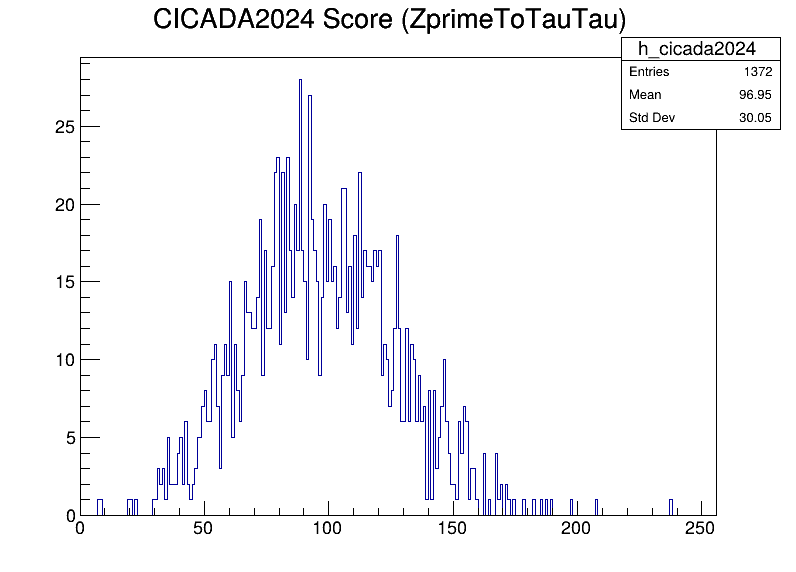 CICADA2024 Score (ZprimeToTauTau)
h_cicada2024
Entries 1372
Mean 96.95
Std Dev 30.05
25
20
15
10
5
0
0 50 100 150 200 250